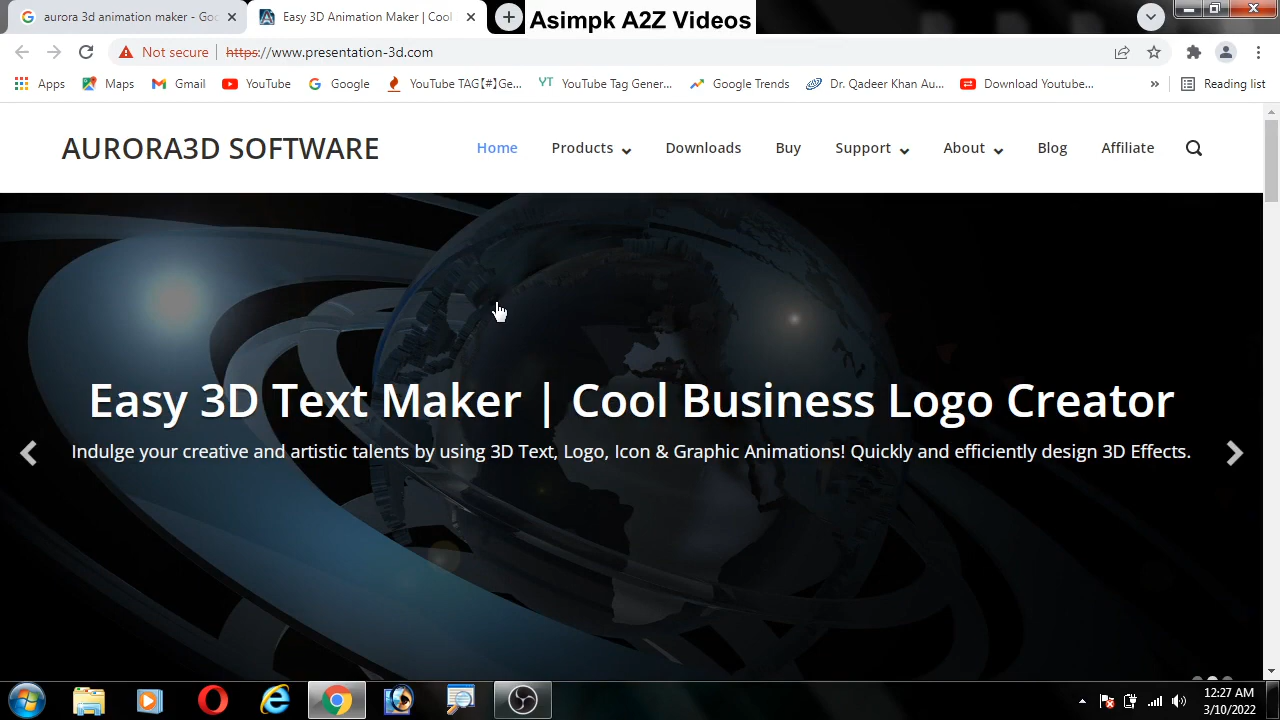 aurora 3d animation maker - Goo
Easy 3D Animation Maker | Cool
Asimpk A2Z Videos
Not secure
https://www.presentation-3d.com
Apps
Maps
Gmail
YouTube
Google
YouTube TAG【#】Ge...
YT YouTube Tag Gener...
Google Trends
Dr. Qadeer Khan Au...
Download Youtube...
»
Reading list
AURORA3D SOFTWARE
Home
Products
Downloads
Buy
Support
About
Blog
Affiliate
Easy 3D Text Maker | Cool Business Logo Creator
Indulge your creative and artistic talents by using 3D Text, Logo, Icon & Graphic Animations! Quickly and efficiently design 3D Effects.
12:27 AM
3/10/2022